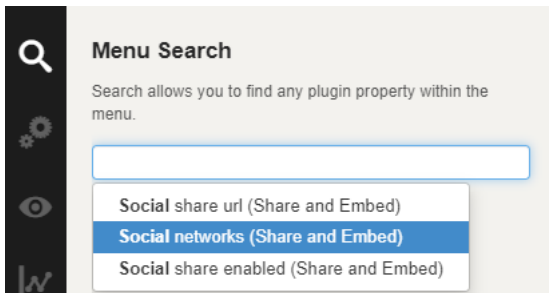 Menu Search
Search allows you to find any plugin property within the
menu.
Social share url (Share and Embed)
Social networks (Share and Embed)
Social share enabled (Share and Embed)